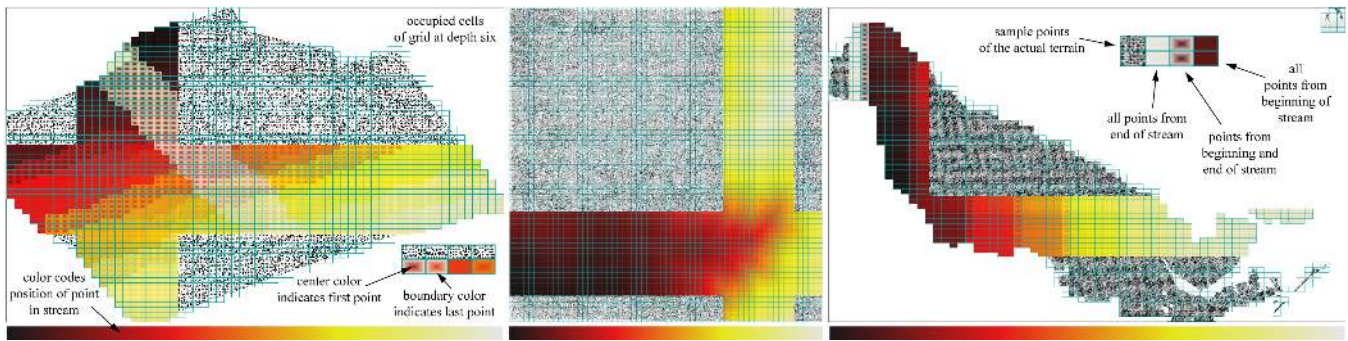 occupied cells
of grid at depth six
color codes
position of point
in stream
center color
indicates first point
boundary color
indicates last point
sample points
of the actual terrain
all
points from
beginning of
stream
all points from
end of stream
points from
beginning and
end of stream